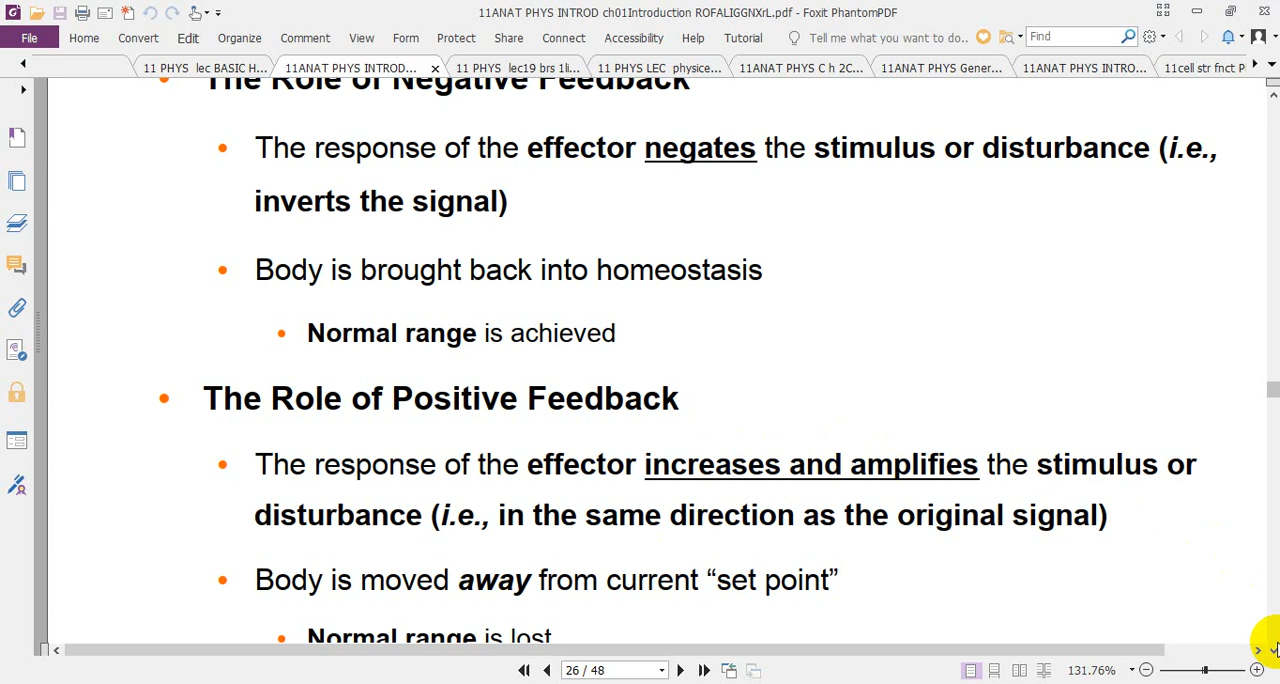 11ANAT PHYS INTROD ch01Introduction ROFALIGGNXrL.pdf - Foxit PhantomPDF
File Home Convert Edit Organize Comment View Form Protect Share Connect Accessibility Help Tutorial Tell me what you want to do.. Find
11 PHYS lec BASIC H... 11ANAT PHYS INTROD... 11 PHYS lec19 brs 1li... 11 PHYS LEC physice... 11ANAT PHYS C h 2C... 11ANAT PHYS Gener... 11ANAT PHYS INTRO... 11cell str fnct P
The Role of Negative Feedback
The response of the effector negates the stimulus or disturbance (i.e.,
inverts the signal)
Body is brought back into homeostasis
Normal range is achieved
The Role of Positive Feedback
The response of the effector increases and amplifies the stimulus or
disturbance (i.e., in the same direction as the original signal)
Body is moved away from current “set point”
Normal range is lost
26 / 48 131.76%